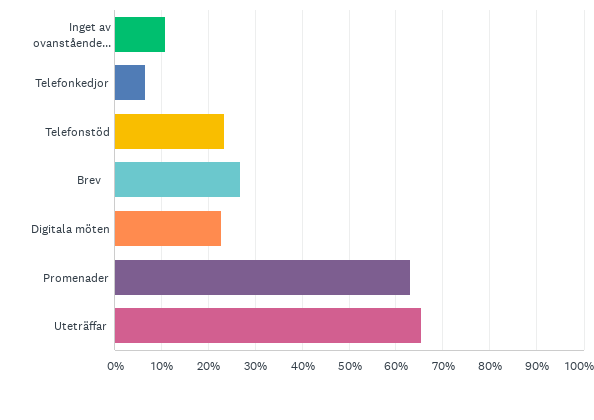 Inget av
ovanstående...
Telefonkedjor
Telefonstöd
Brev
Digitala möten
Promenader
Uteträffar
0% 10% 20% 30% 40% 50% 60% 70% 80% 90% 100%